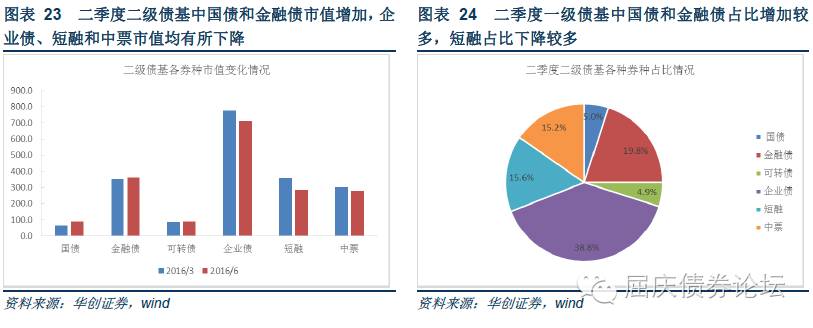 图表 23 二季度二级债基中国债和金融债市值增加，企
业债、短融和中票市值均有所下降
二级债基各券种市值变化情况
900.0
800.0
700.0
600.0
500.0
400.0
300.0
200.0
100.0
0.0
国债 金融债 可转债 企业债 短融 中票
2016/3 2016/6
资料来源：华创证券，wind
图表 24 二季度一级债基中国债和金融债占比增加较
多，短融占比下降较多
二季度二级债基各种券种占比情况
5.0%
19.8%
4.9%
38.8%
15.6%
15.2%
国债
金融债
可转债
企业债
短融
中票
资料来源：华创证券，wind
屈庆债券论坛